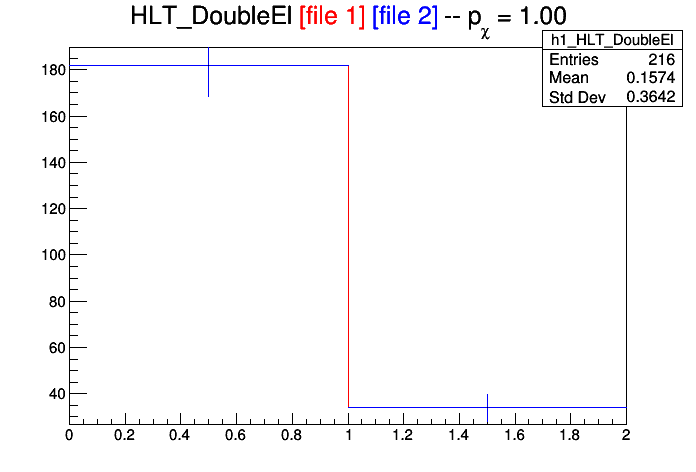 HLT_DoubleEl [file 1] [file 2] -- pχ = 1.00
h1_HLT_DoubleEl
Entries 216
Mean 0.1574
Std Dev 0.3642
180
160
140
120
100
80
60
40
0 0.2 0.4 0.6 0.8 1 1.2 1.4 1.6 1.8 2